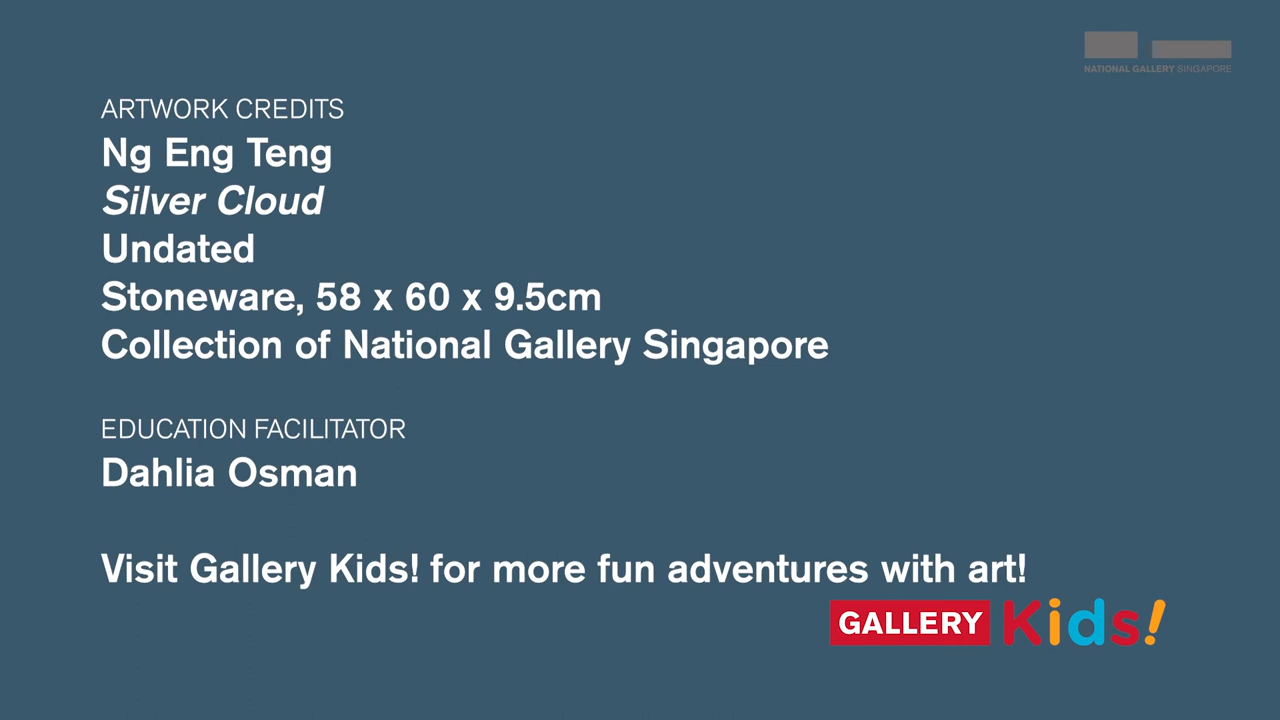 NATIONAL GALLERY SINGAPORE
ARTWORK CREDITS
Ng Eng Teng
Silver Cloud
Undated
Stoneware, 58 x 60 x 9.5cm
Collection of National Gallery Singapore
EDUCATION FACILITATOR
Dahlia Osman
Visit Gallery Kids! for more fun adventures with art!
GALLERY Kids!